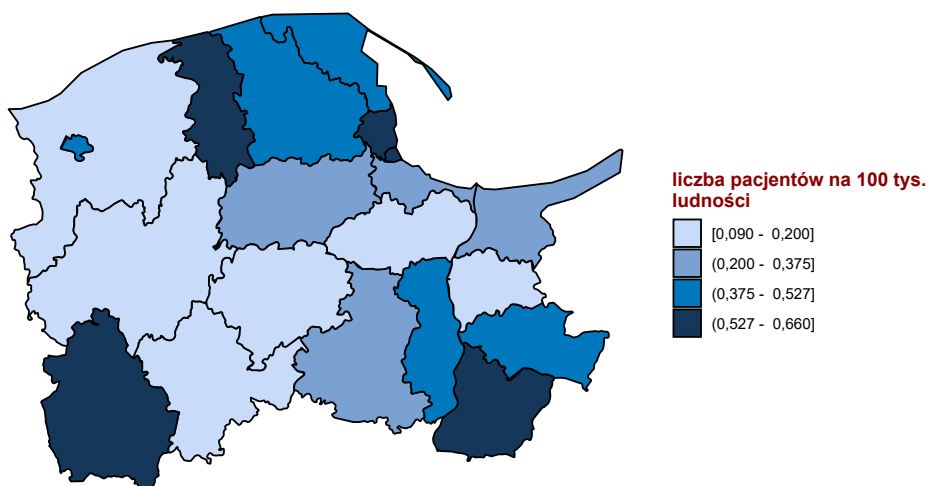 liczba pacjentów na 100 tys.
ludności
[0,090 - 0,200]
(0,200 - 0,375]
(0,375 - 0,527]
(0,527 - 0,660]